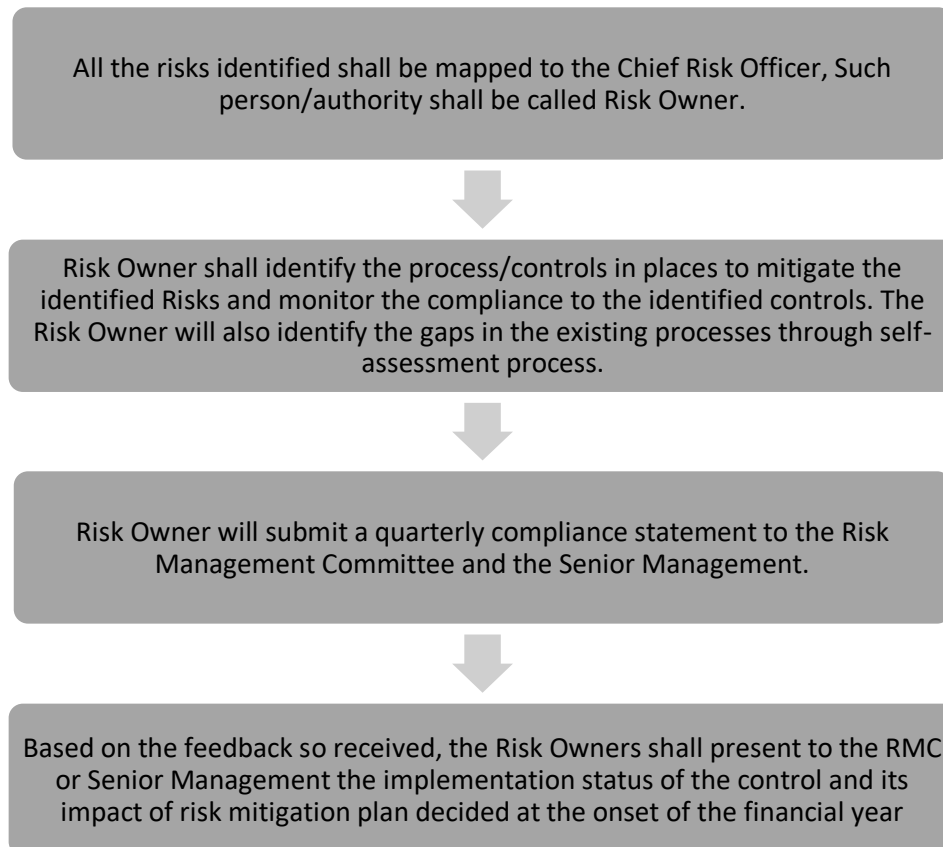 All the risks identified shall be mapped to the Chief Risk Officer, Such
person/authority shall be called Risk Owner.
Risk Owner shall identify the process/controls in places to mitigate the
identified Risks and monitor the compliance to the identified controls. The
Risk Owner will also identify the gaps in the existing processes through self-
assessment process.
Risk Owner will submit a quarterly compliance statement to the Risk
Management Committee and the Senior Management.
Based on the feedback so received, the Risk Owners shall present to the RMC
or Senior Management the implementation status of the control and its
impact of risk mitigation plan decided at the onset of the financial year